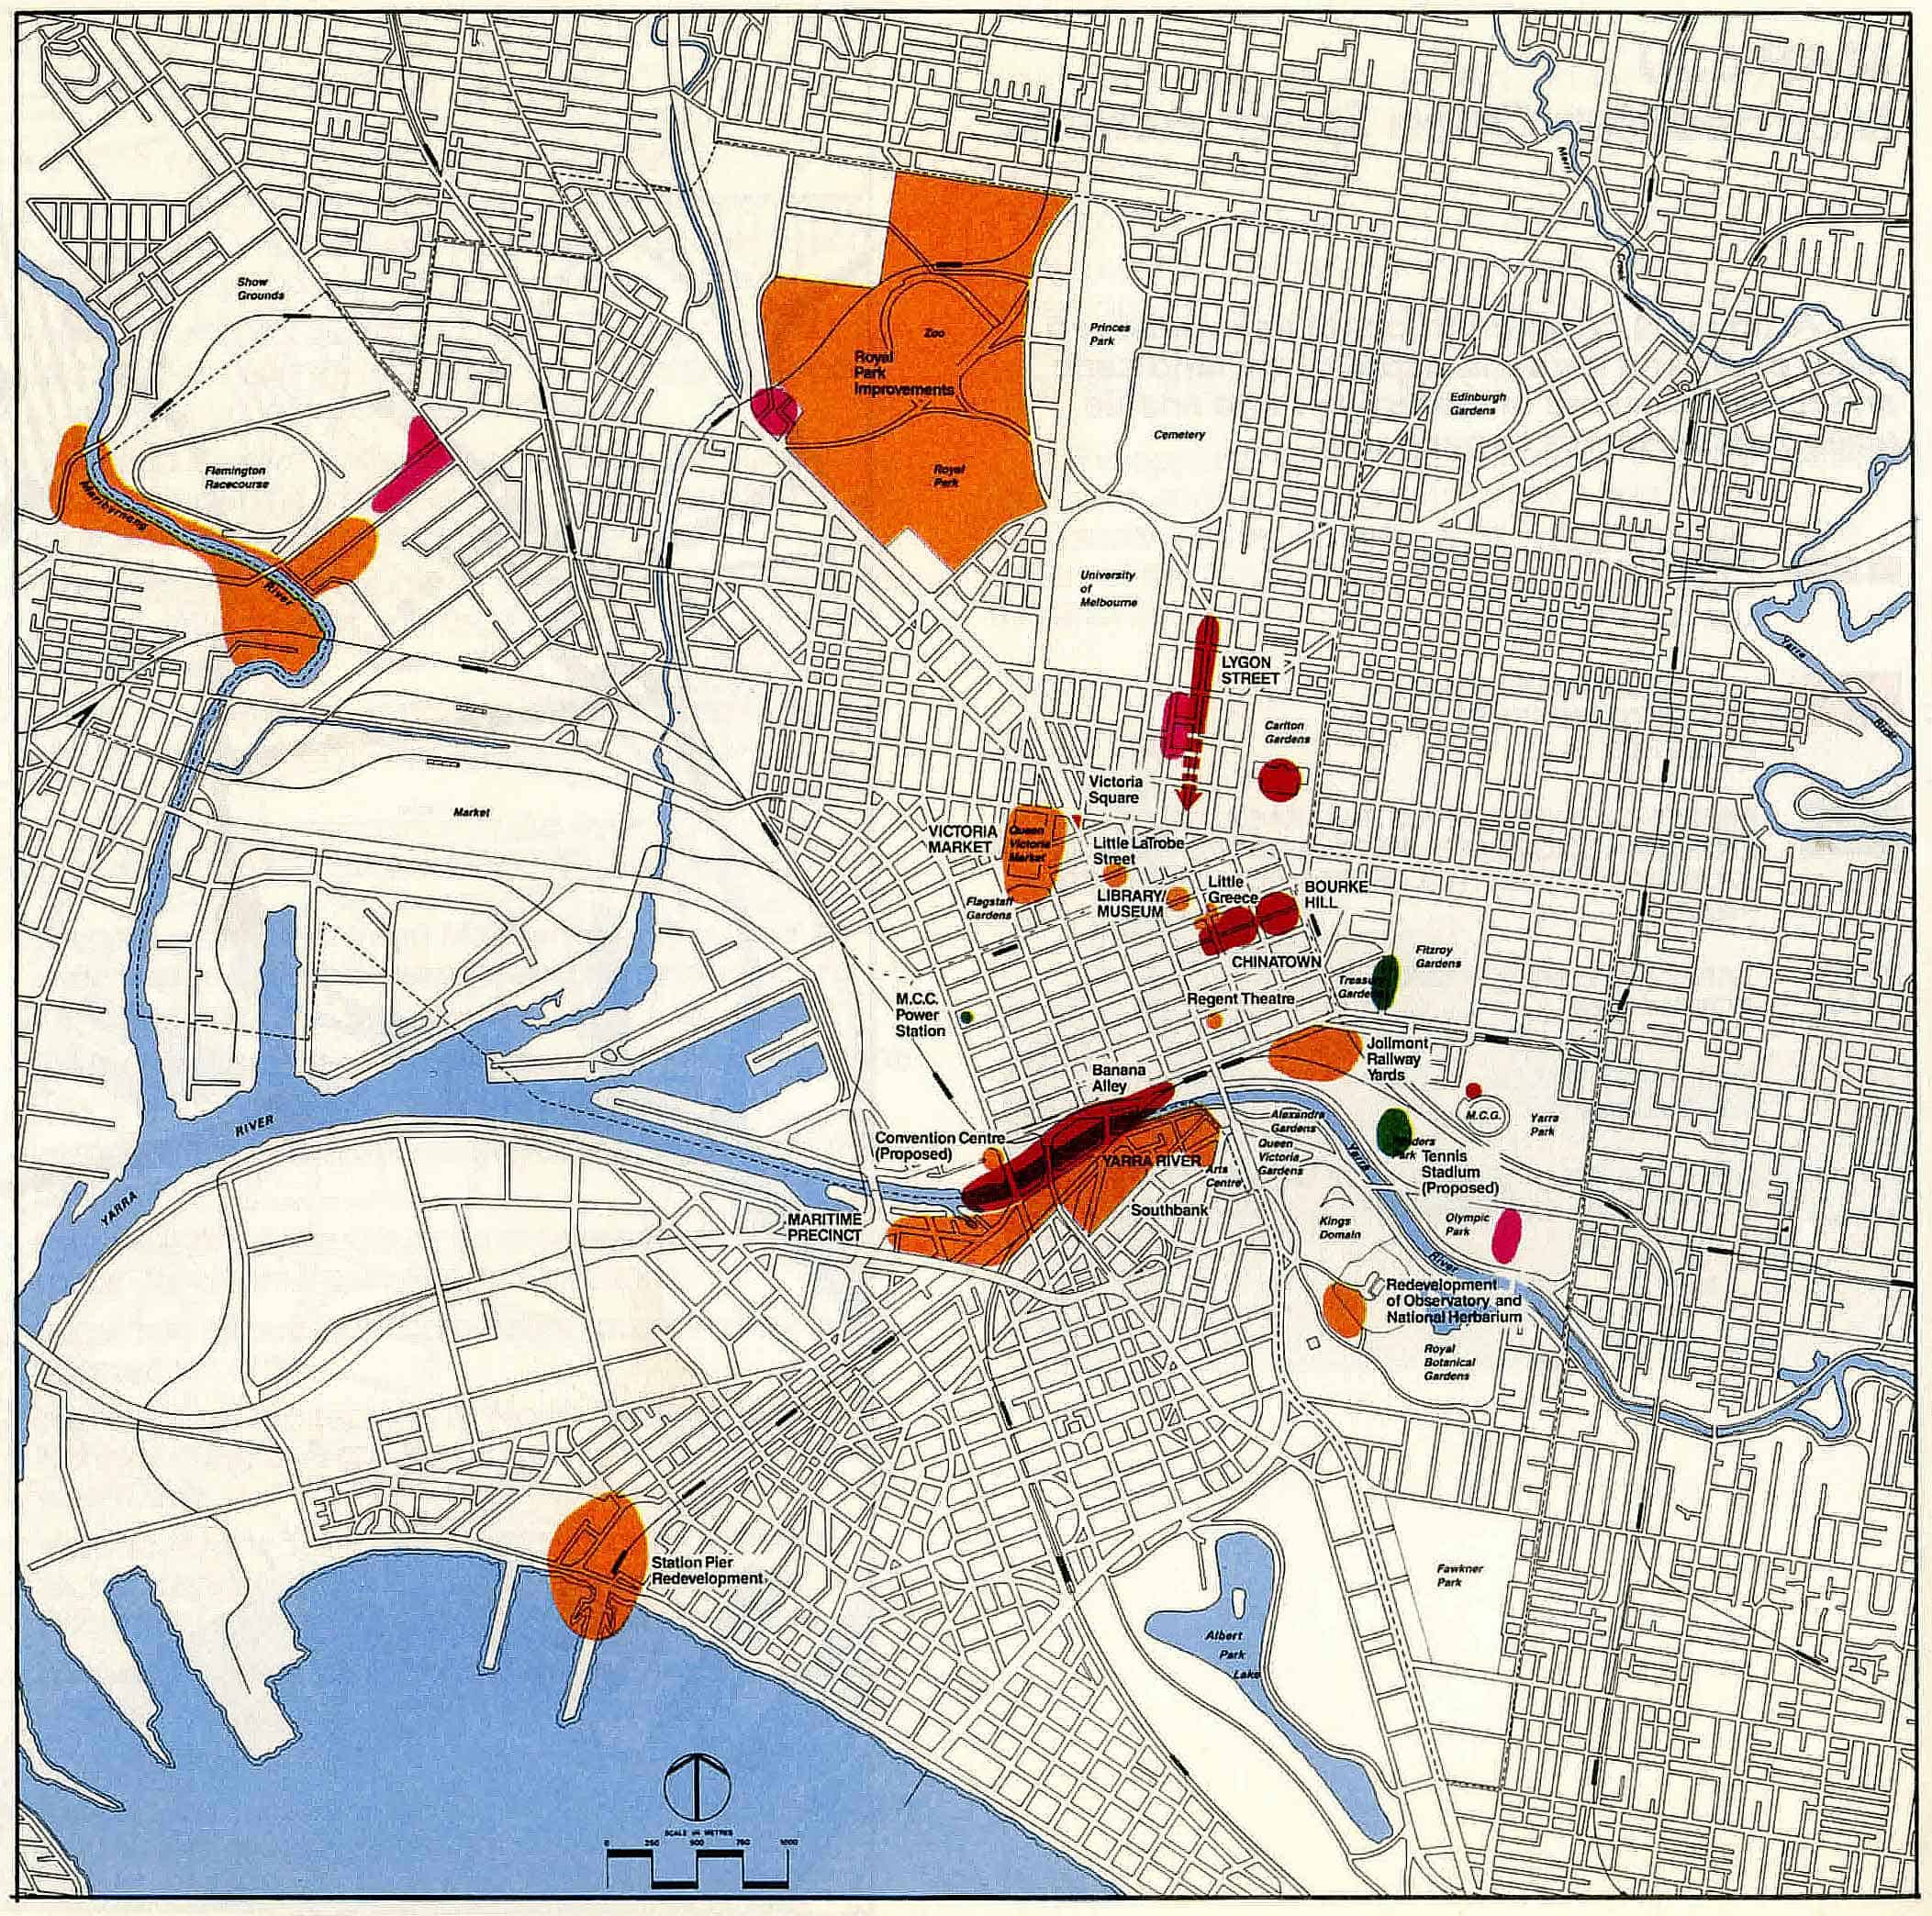 Merri
Creek
Show
Grounds
Zoo
Princes
Park
Royal
Park
Improvements
Edinburgh
Gardens
Cemetery
Flemington
Racecourse
Royal
Park
Maribyrnong
River
University
of
Melbourne
Yarra
River
LYGON
STREET
Carlton
Gardens
Victoria
Square
Market
VICTORIA
MARKET
Queen
Victoria
Market
Little LaTrobe
Street
Flagstaff
Gardens
LIBRARY/
MUSEUM
Little
Greece
BOURKE
HILL
CHINATOWN
Fitzroy
Gardens
Gardens
M.C.C.
Power
Station
Regent Theatre
Jolimont
Railway
Yards
Banana
Alley
M.C.G.
Yarra
Park
Alexandra
Gardens
Queen
Victoria
Gardens
Yarra
RIVER
YARRA
Convention Centre
(Proposed)
YARRA RIVER
Arts
Centre
Park
Tennis
Stadium
(Proposed)
Southbank
MARITIME
PRECINCT
Kings
Domain
Olympic
Park
River
Redevelopment
of Observatory and
National Herbarium
Royal
Botanical
Gardens
Station Pier
Redevelopment
Fawkner
Park
Albert
Park
Lake
SCALE IN METRES
0 250 500 750 1000